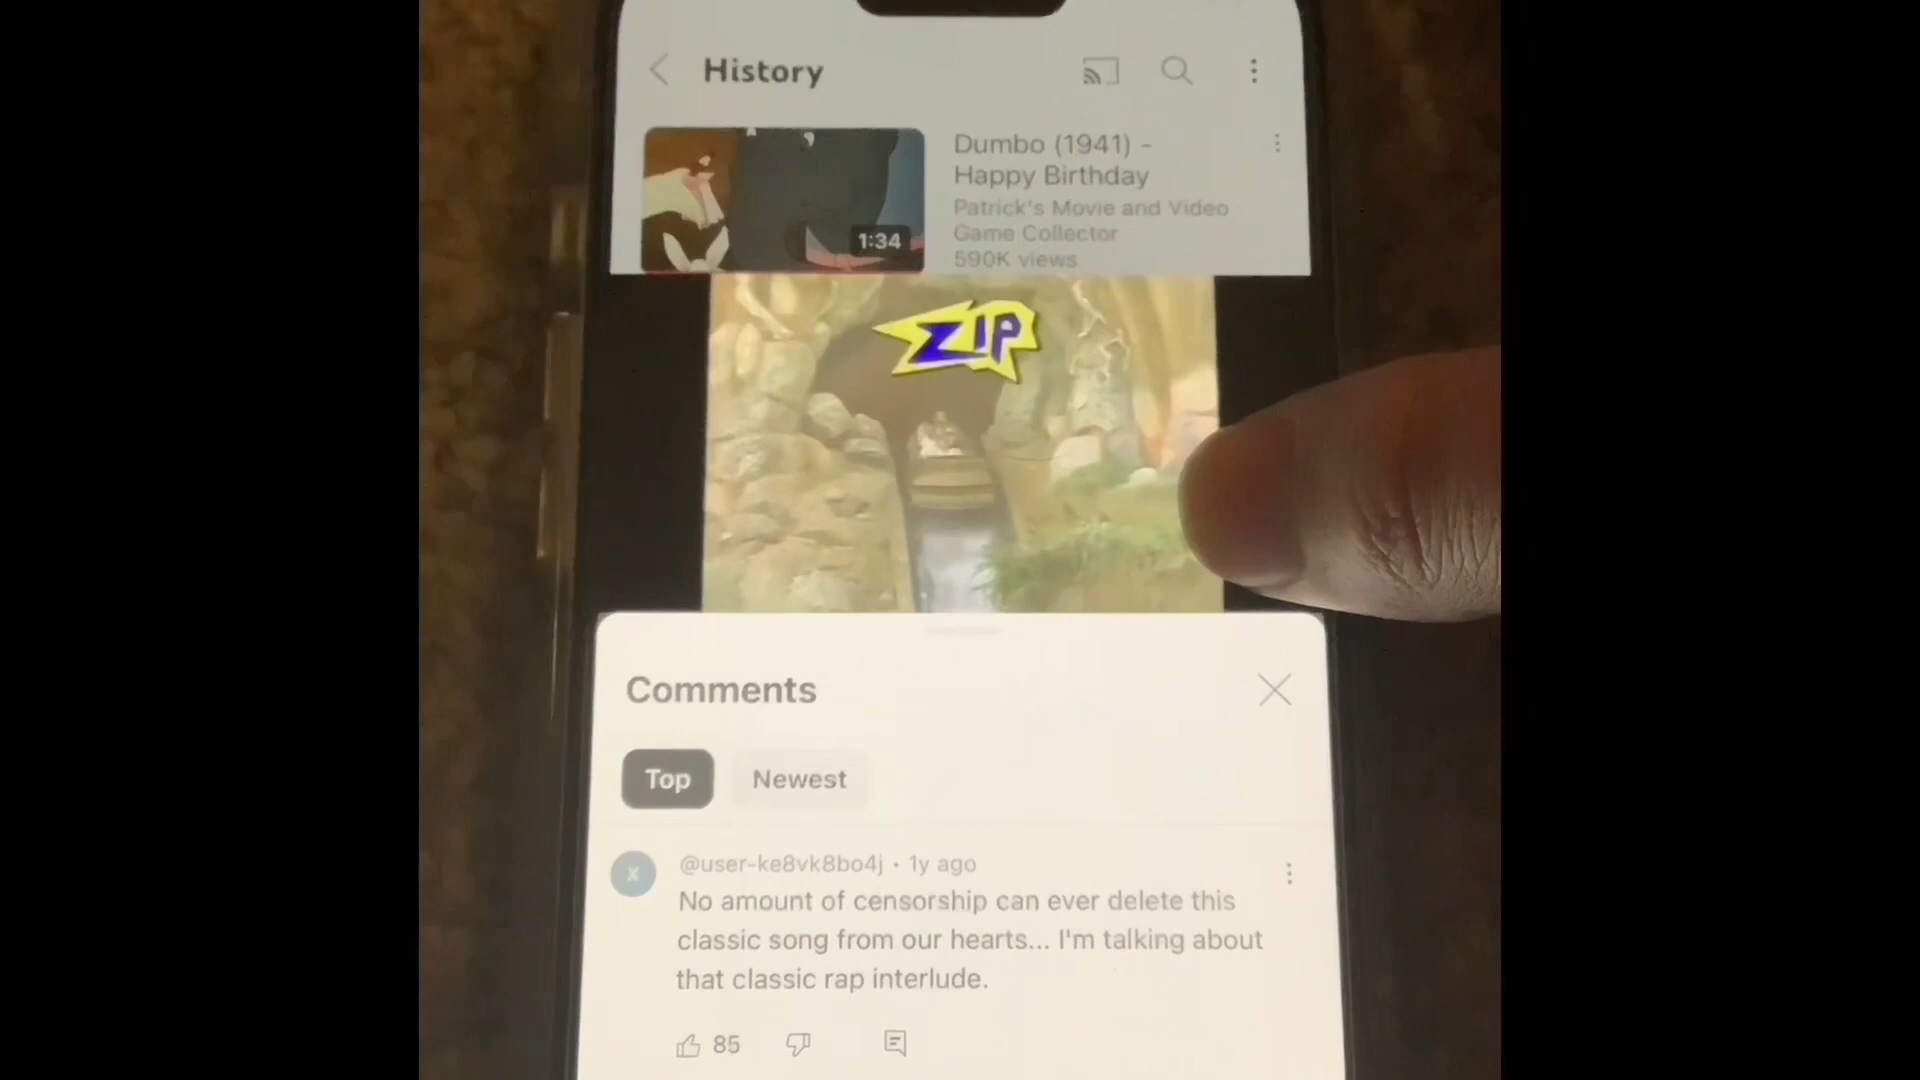 History
Dumbo (1941) -
Happy Birthday
Patrick's Movie and Video
Game Collector
590K views
1:34
ZIP
Comments
Top
Newest
@user-ke8vk8bo4j • 1y ago
X
No amount of censorship can ever delete this
classic song from our hearts... I'm talking about
that classic rap interlude.
85